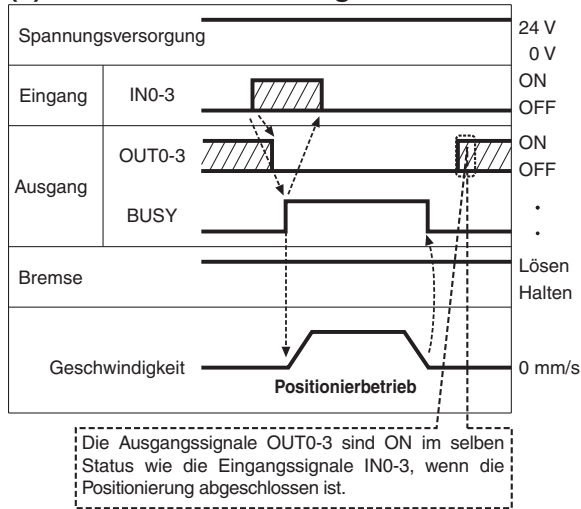 Spannungsversorgung
24 V
0 V
Eingang
IN0-3
ON
OFF
Ausgang
OUT0-3
ON
OFF
BUSY
Bremse
Lösen
Halten
Geschwindigkeit
0 mm/s
Positionierbetrieb
Die Ausgangssignale OUT0-3 sind ON im selben
Status wie die Eingangssignale IN0-3, wenn die
Positionierung abgeschlossen ist.